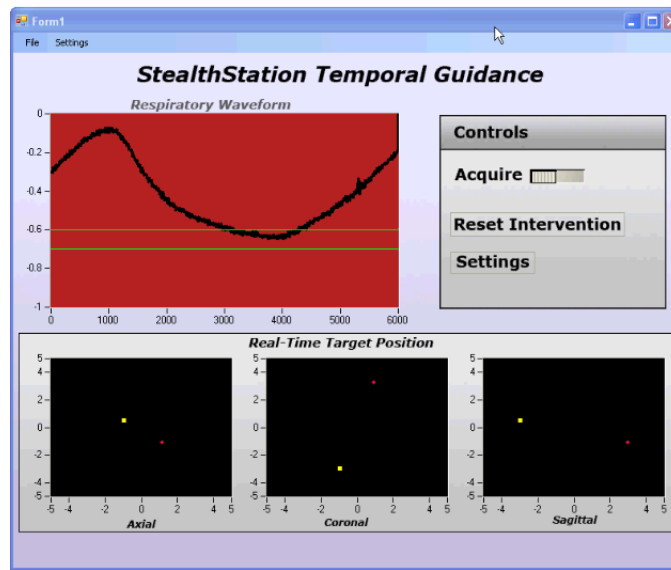 Form1
File Settings
StealthStation Temporal Guidance
Respiratory Waveform
0
-0.2
-0.4
-0.6
-0.8
-1
0 1000 2000 3000 4000 5000 6000
Controls
Acquire
Reset Intervention
Settings
Real-Time Target Position
5
4
2
0
-2
-4
-5
-5 -4 -2 0 2 4 5
Axial
5
4
2
0
-2
-4
-5
-5 -4 -2 0 2 4 5
Coronal
5
4
2
0
-2
-4
-5
-5 -4 -2 0 2 4 5
Sagittal